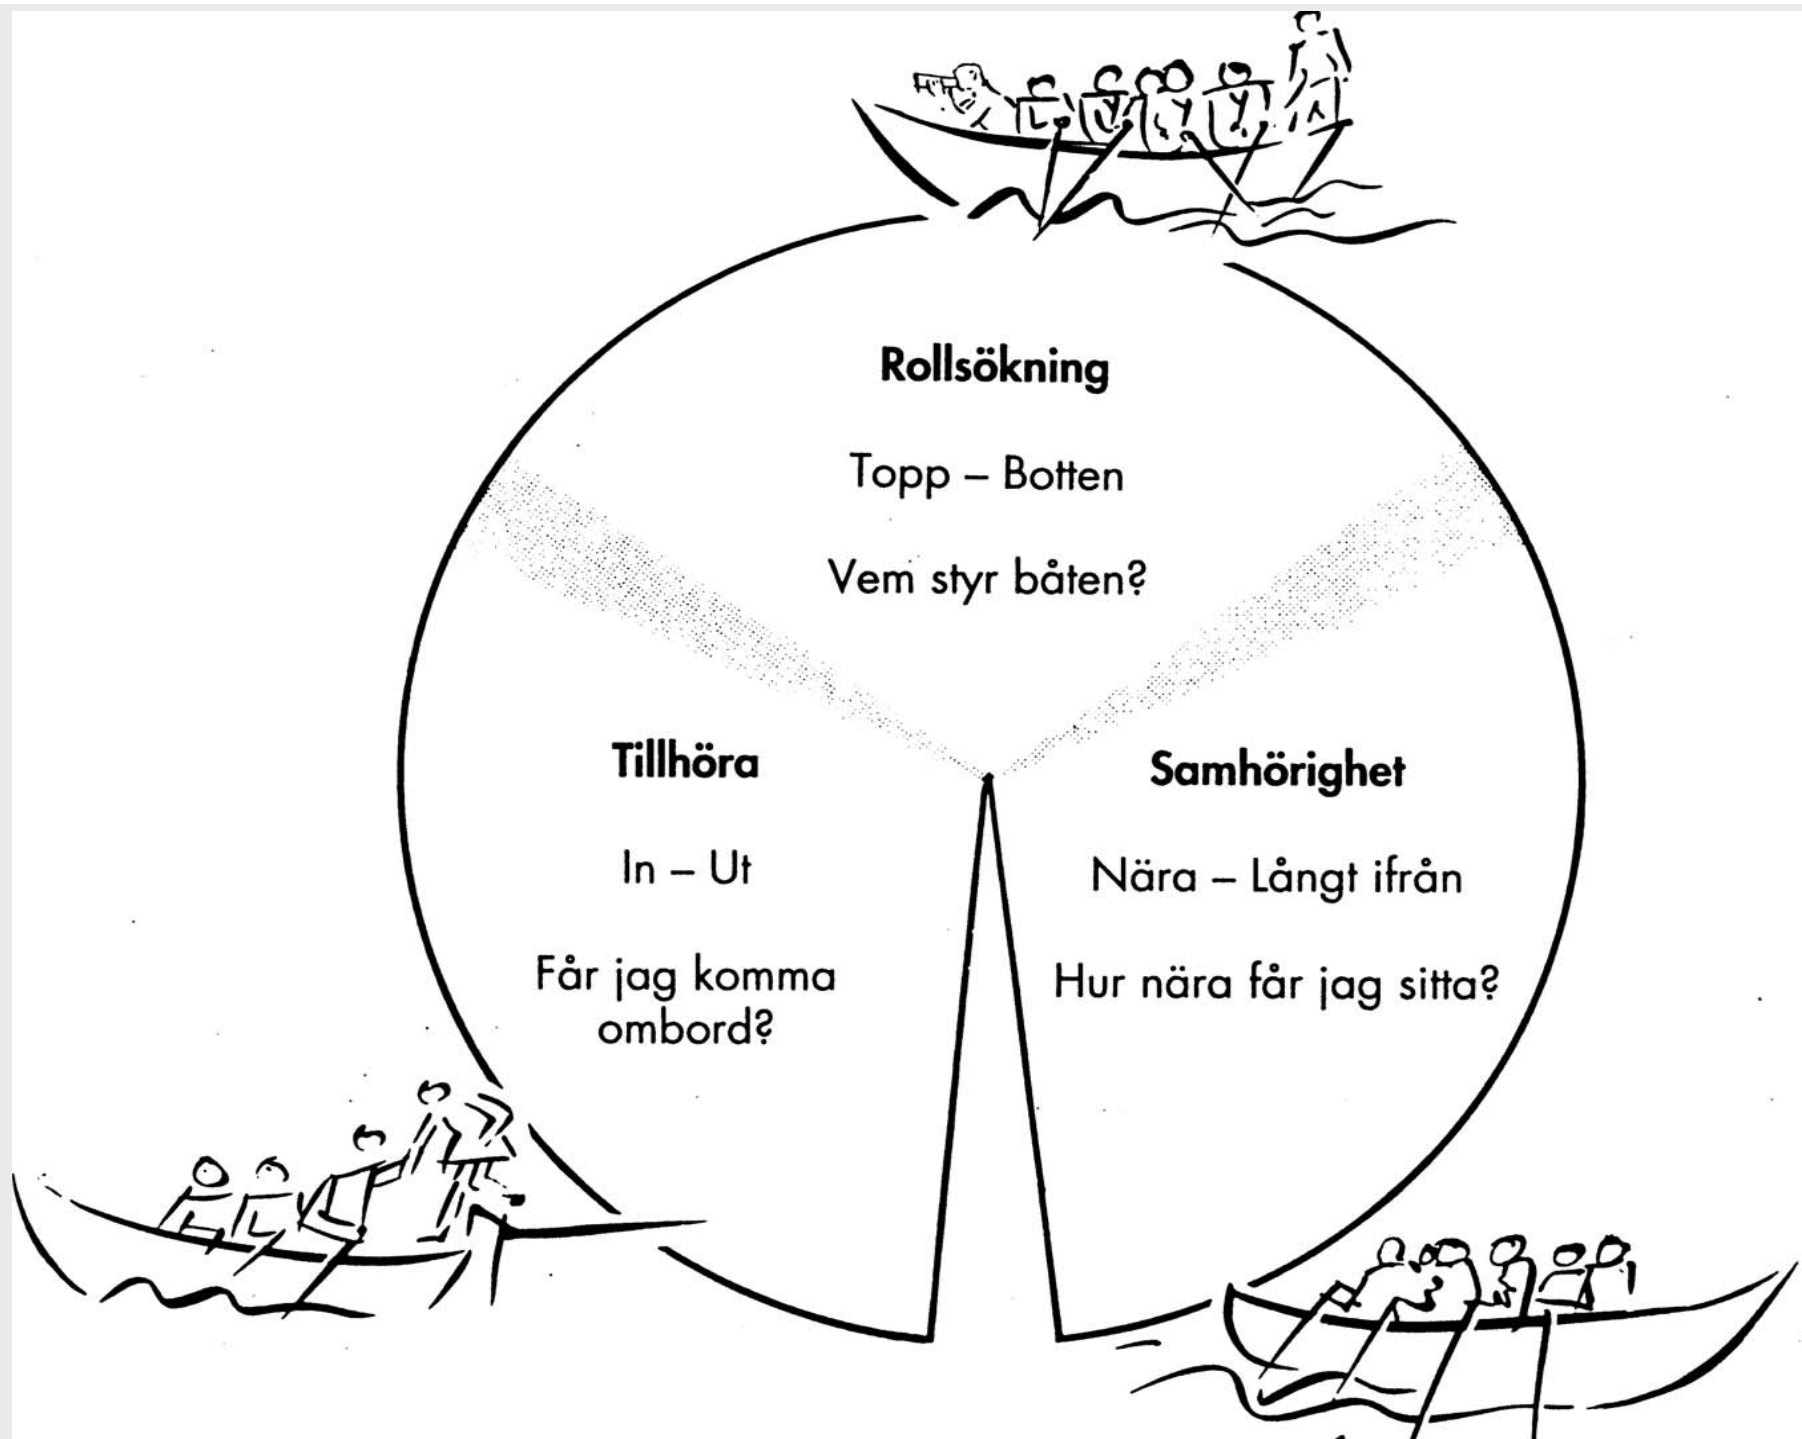 Rollsökning
Topp – Botten
Vem styr båten?
Tillhöra
In – Ut
Får jag komma
ombord?
Samhörighet
Nära – Långt ifrån
Hur nära får jag sitta?